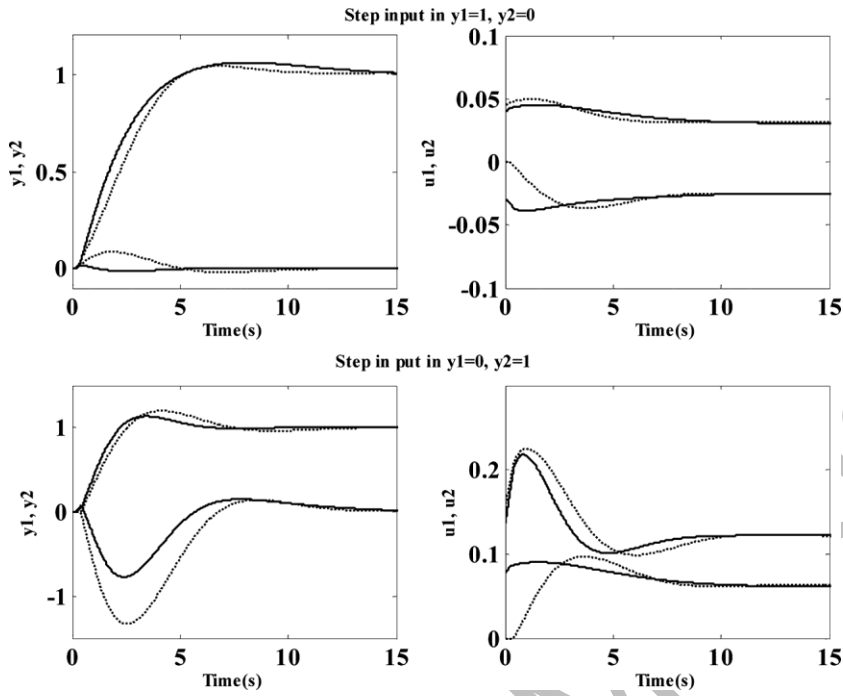 Step input in y1=1, y2=0
y1, y2
1
0.5
0
0 5 10 15
Time(s)
u1, u2
0.1
0.05
0
-0.05
-0.1
0 5 10 15
Time(s)
Step in put in y1=0, y2=1
y1, y2
1
0
-1
0 5 10 15
Time(s)
u1, u2
0.2
0.1
0
0 5 10 15
Time(s)